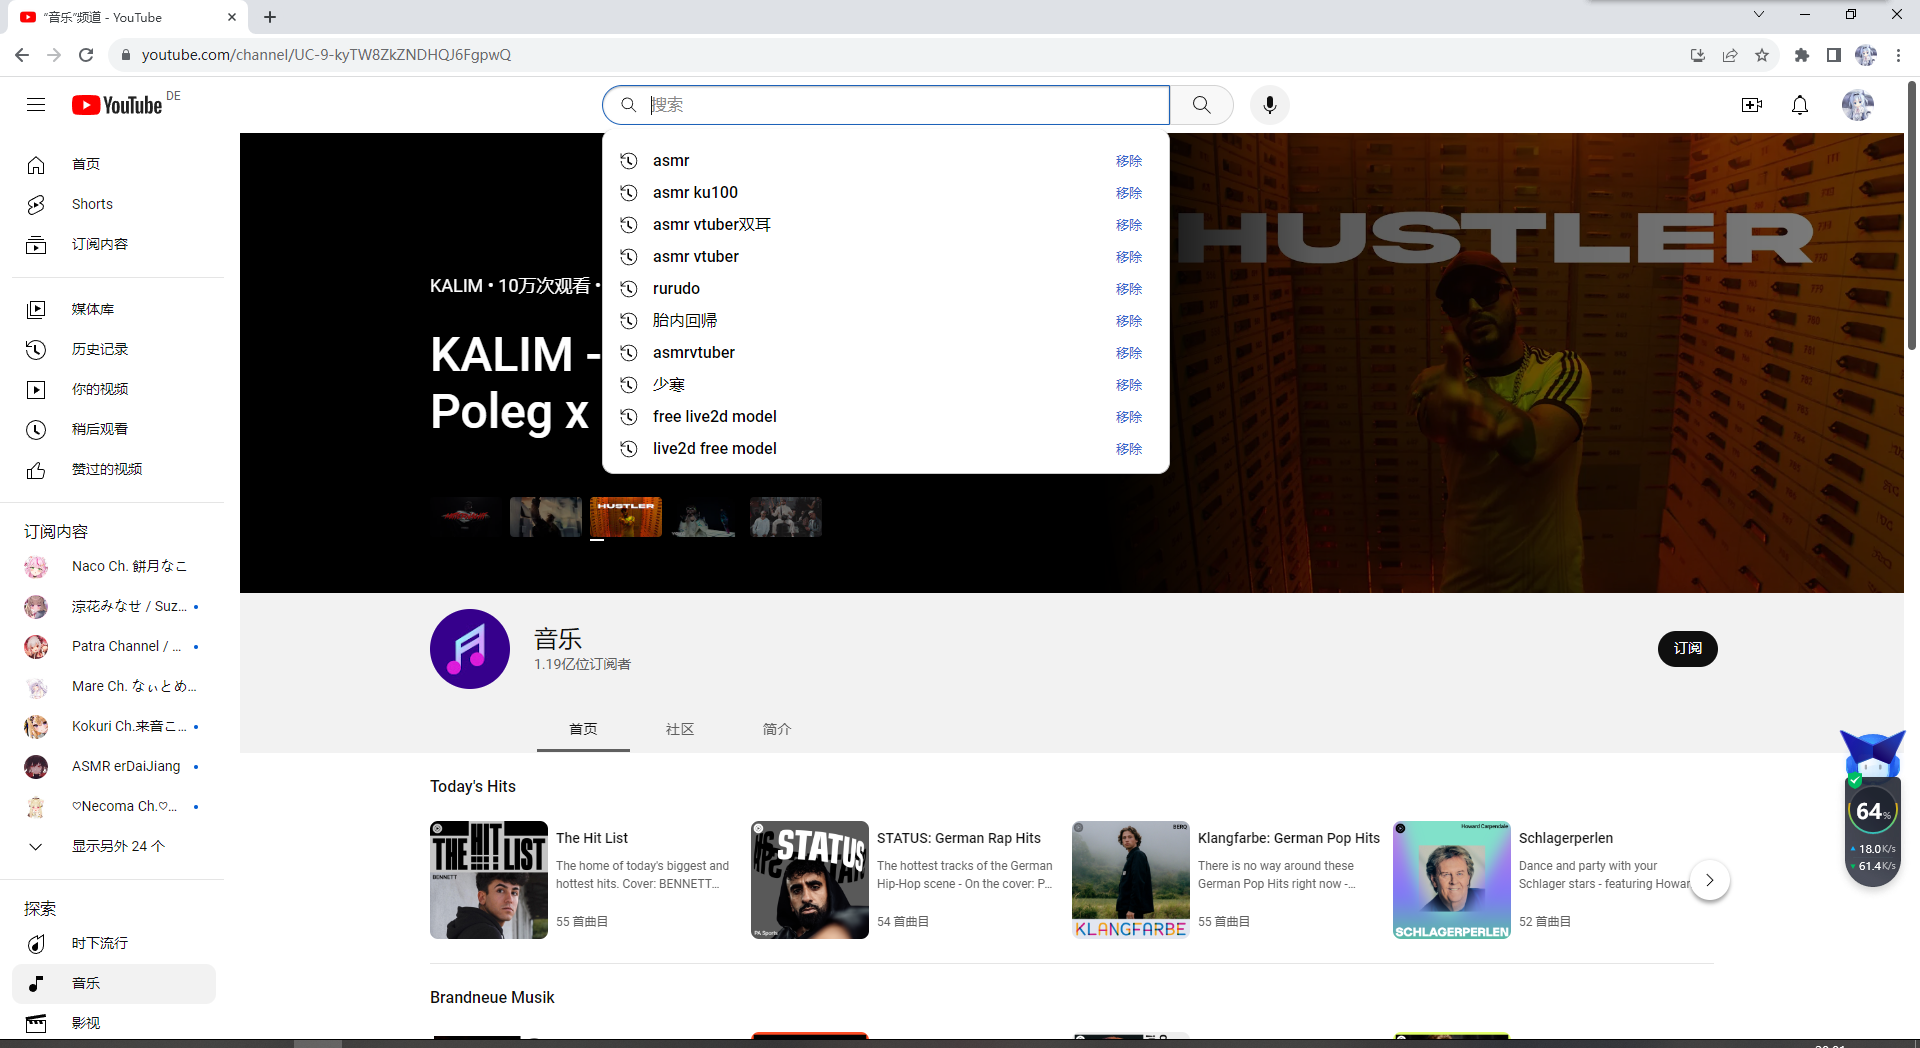 "音乐"频道 - YouTube
youtube.com/channel/UC-9-kyTW8ZkZNDHQJ6FgpwQ
YouTube DE
搜索
asmr 移除
asmr ku100 移除
asmr vtuber双耳 移除
asmr vtuber 移除
rurudo 移除
胎内回帰 移除
asmrvtuber 移除
少寒 移除
free live2d model 移除
live2d free model 移除
首页
Shorts
订阅内容
媒体库
历史记录
你的视频
稍后观看
赞过的视频
订阅内容
Naco Ch. 餅月なこ
涼花みなせ / Suz...
Patra Channel / ...
Mare Ch. なぃとめ...
Kokuri Ch.来音こ...
ASMR erDaiJiang
♡Necoma Ch.♡...
显示另外 24 个
探索
时下流行
音乐
影视
KALIM • 10万次观看 •
KALIM -
Poleg x
HUSTLER
HUSTLER
音乐
1.19亿位订阅者
订阅
首页 社区 简介
Today's Hits
THE HIT LIST
BENNETT
The Hit List
The home of today's biggest and
hottest hits. Cover: BENNETT...
55 首曲目
STATUS
PA Sports
STATUS: German Rap Hits
The hottest tracks of the German
Hip-Hop scene - On the cover: P...
54 首曲目
BERQ
KLANGFARBE
Klangfarbe: German Pop Hits
There is no way around these
German Pop Hits right now -...
55 首曲目
Howard Carpendale
SCHLAGERPERLEN
Schlagerperlen
Dance and party with your
Schlager stars - featuring Howar
52 首曲目
64%
18.0K/s
61.4K/s
Brandneue Musik